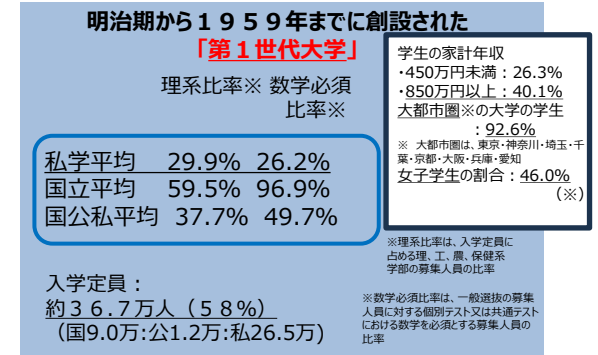 明治期から1959年までに創設された
「第１世代大学」
理系比率※ 数学必須
比率※
私学平均 29.9% 26.2%
国立平均 59.5% 96.9%
国公私平均 37.7% 49.7%
入学定員：
約３６.７万人（５８%）
（国9.0万:公1.2万:私26.5万)
学生の家計年収
・450万円未満：26.3%
・850万円以上：40.1%
大都市圏※の大学の学生
：92.6%
※ 大都市圏は、東京・神奈川・埼玉・千
葉・京都・大阪・兵庫・愛知
女子学生の割合：46.0%
（※）
※理系比率は、入学定員に
占める理、工、農、保健系
学部の募集人員の比率
※数学必須比率は、一般選抜の募集
人員に対する個別テスト又は共通テスト
における数学を必須とする募集人員の
比率